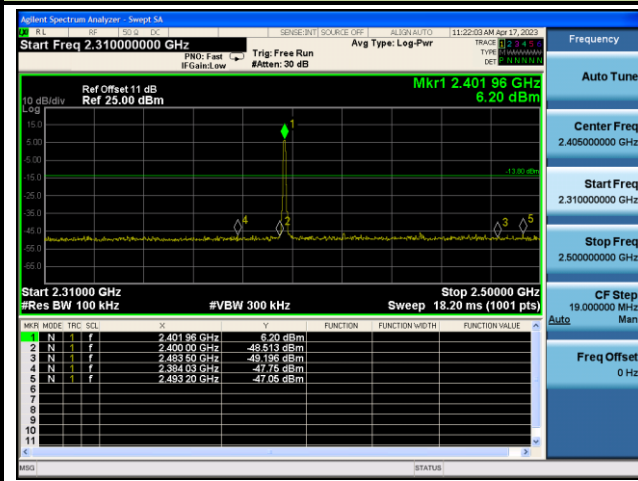 Agilent Spectrum Analyzer - Swept SA
RL RF 50 Ω DC SENSE:INT SOURCE OFF ALIGN AUTO 11:22:03 AM Apr 17, 2023
Start Freq 2.310000000 GHz
Avg Type: Log-Pwr
TRACE 1 2 3 4 5 6
TYPE M WWWWW
DET P N N N N N
PNO: Fast
IFGain:Low
Trig: Free Run
#Atten: 30 dB
Ref Offset 11 dB
10 dB/div Ref 25.00 dBm
Log
Mkr1 2.401 96 GHz
6.20 dBm
15.0
5.00
-5.00
-15.0
-25.0
-35.0
-45.0
-55.0
-65.0
1
2
3
4
5
Start 2.31000 GHz Stop 2.50000 GHz
#Res BW 100 kHz #VBW 300 kHz Sweep 18.20 ms (1001 pts)
MKR MODE TRC SCL X Y FUNCTION FUNCTION WIDTH FUNCTION VALUE
1 N 1 f 2.401 96 GHz 6.20 dBm
2 N 1 f 2.400 00 GHz -48.513 dBm
3 N 1 f 2.483 50 GHz -49.196 dBm
4 N 1 f 2.384 03 GHz -47.75 dBm
5 N 1 f 2.493 20 GHz -47.05 dBm
6
7
8
9
10
11
MSG STATUS
Frequency
Auto Tune
Center Freq
2.405000000 GHz
Start Freq
2.310000000 GHz
Stop Freq
2.500000000 GHz
CF Step
19.000000 MHz
Auto Man
Freq Offset
0 Hz